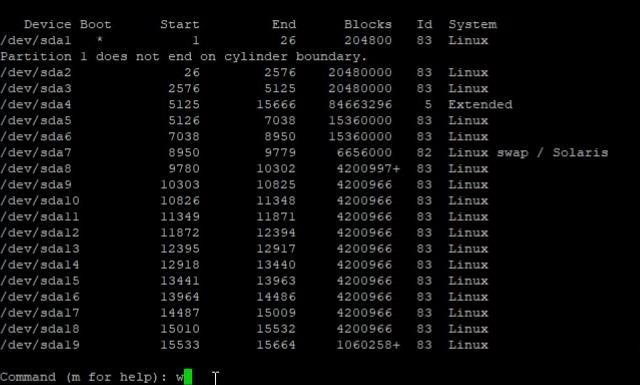 Device Boot Start End Blocks Id System
/dev/sda1 * 1 26 204800 83 Linux
Partition 1 does not end on cylinder boundary.
/dev/sda2 26 2576 20480000 83 Linux
/dev/sda3 2576 5125 20480000 83 Linux
/dev/sda4 5125 15666 84663296 5 Extended
/dev/sda5 5126 7038 15360000 83 Linux
/dev/sda6 7038 8950 15360000 83 Linux
/dev/sda7 8950 9779 6656000 82 Linux swap / Solaris
/dev/sda8 9780 10302 4200997+ 83 Linux
/dev/sda9 10303 10825 4200966 83 Linux
/dev/sda10 10826 11348 4200966 83 Linux
/dev/sda11 11349 11871 4200966 83 Linux
/dev/sda12 11872 12394 4200966 83 Linux
/dev/sda13 12395 12917 4200966 83 Linux
/dev/sda14 12918 13440 4200966 83 Linux
/dev/sda15 13441 13963 4200966 83 Linux
/dev/sda16 13964 14486 4200966 83 Linux
/dev/sda17 14487 15009 4200966 83 Linux
/dev/sda18 15010 15532 4200966 83 Linux
/dev/sda19 15533 15664 1060258+ 83 Linux
Command (m for help): w